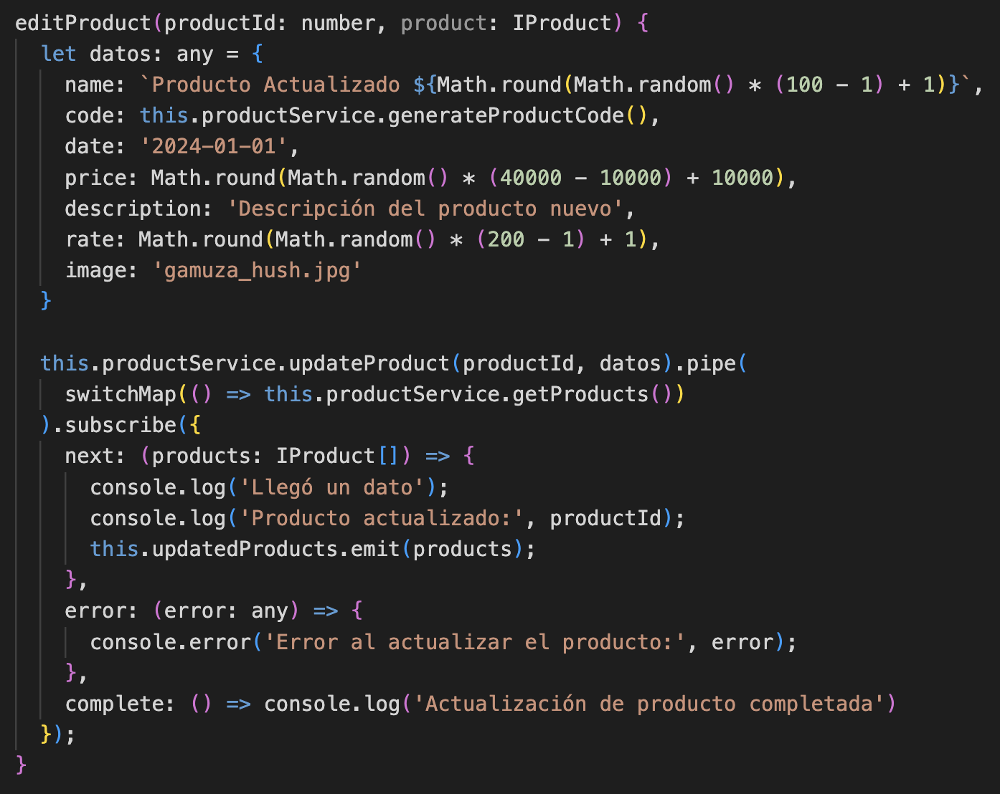 editProduct(productId: number, product: IProduct) {
let datos: any = {
name: `Producto Actualizado ${Math.round(Math.random() * (100 - 1) + 1)}`,
code: this.productService.generateProductCode(),
date: '2024-01-01',
price: Math.round(Math.random() * (40000 - 10000) + 10000),
description: 'Descripción del producto nuevo',
rate: Math.round(Math.random() * (200 - 1) + 1),
image: 'gamuza_hush.jpg'
}
this.productService.updateProduct(productId, datos).pipe(
switchMap(() => this.productService.getProducts())
).subscribe({
next: (products: IProduct[]) => {
console.log('Llegó un dato');
console.log('Producto actualizado:', productId);
this.updatedProducts.emit(products);
},
error: (error: any) => {
console.error('Error al actualizar el producto:', error);
},
complete: () => console.log('Actualización de producto completada')
});
}